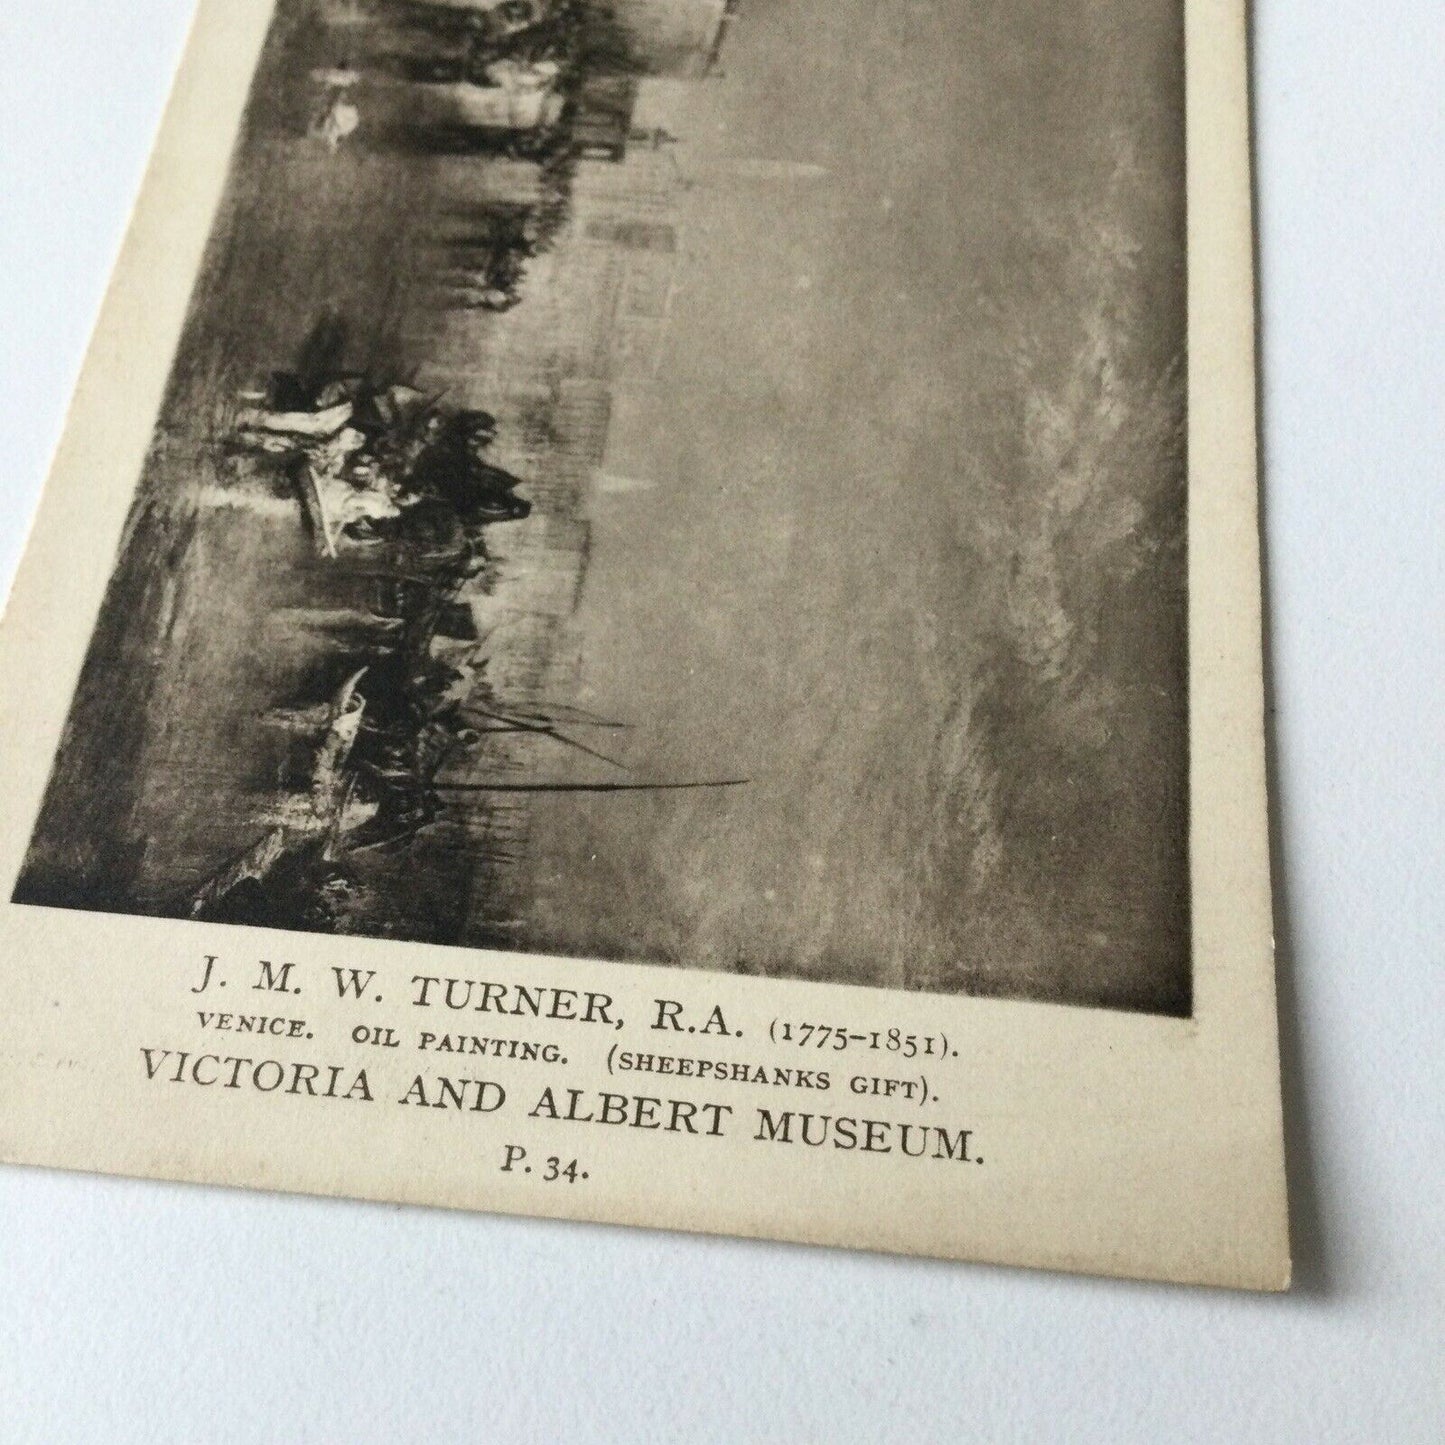 J. M. W. TURNER, R.A. (1775-1851).
VENICE. OIL PAINTING. (SHEEPSHANKS GIFT).
VICTORIA AND ALBERT MUSEUM.
P. 34.